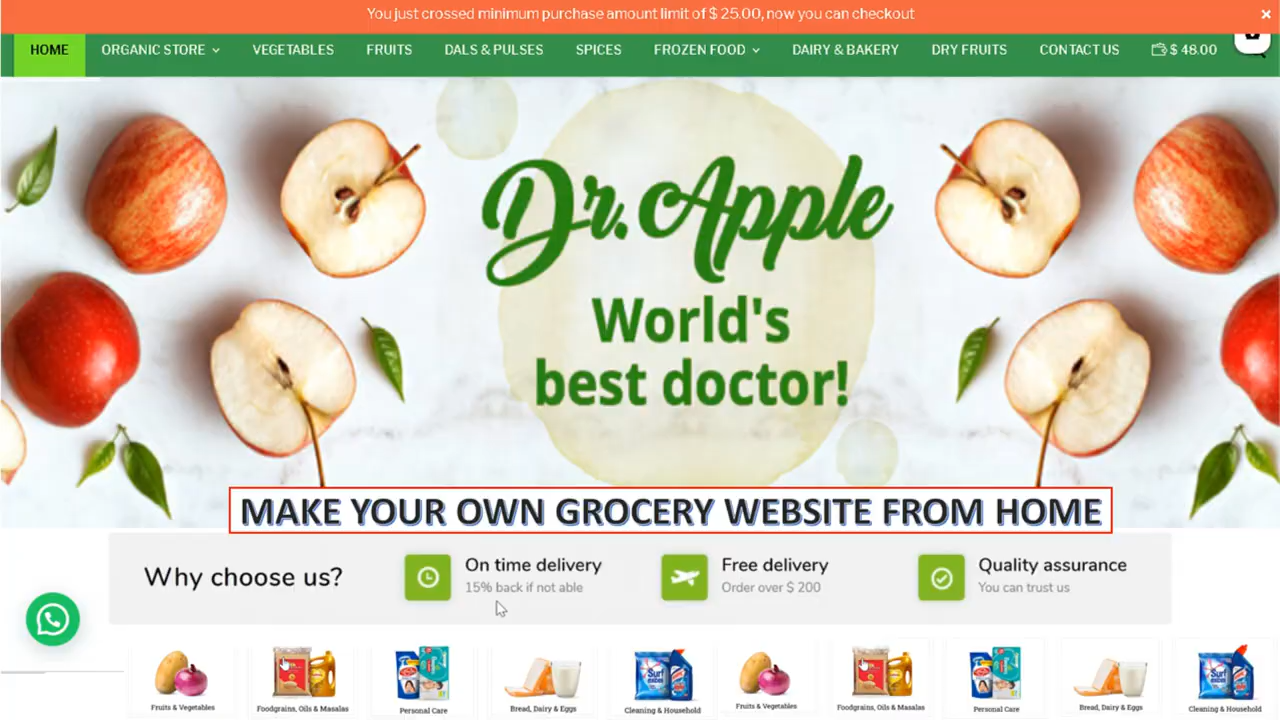 You just crossed minimum purchase amount limit of $ 25.00, now you can checkout ×
HOME ORGANIC STORE VEGETABLES FRUITS DALS & PULSES SPICES FROZEN FOOD DAIRY & BAKERY DRY FRUITS CONTACT US $ 48.00
Dr. Apple
World's
best doctor!
MAKE YOUR OWN GROCERY WEBSITE FROM HOME
Why choose us?
On time delivery
15% back if not able
Free delivery
Order over $ 200
Quality assurance
You can trust us
Surf excel
Surf excel
Fruits & Vegetables Foodgrains, Oils & Masalas Personal Care Bread, Dairy & Eggs Cleaning & Household Fruits & Vegetables Foodgrains, Oils & Masalas Personal Care Bread, Dairy & Eggs Cleaning & Household